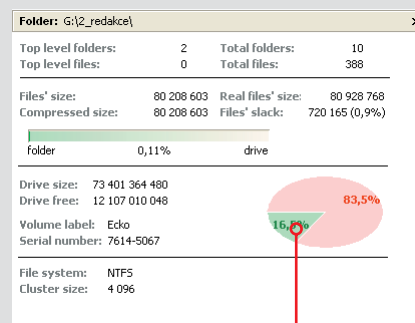 Folder: G:\2_redakce\
Top level folders: 2 Total folders: 10
Top level files: 0 Total files: 388
Files' size: 80 208 603 Real files' size: 80 928 768
Compressed size: 80 208 603 Files' slack: 720 165 (0,9%)
folder 0,11% drive
Drive size: 73 401 364 480
Drive free: 12 107 010 048
83,5%
Volume label: Ecko
16,5%
Serial number: 7614-5067
File system: NTFS
Cluster size: 4 096